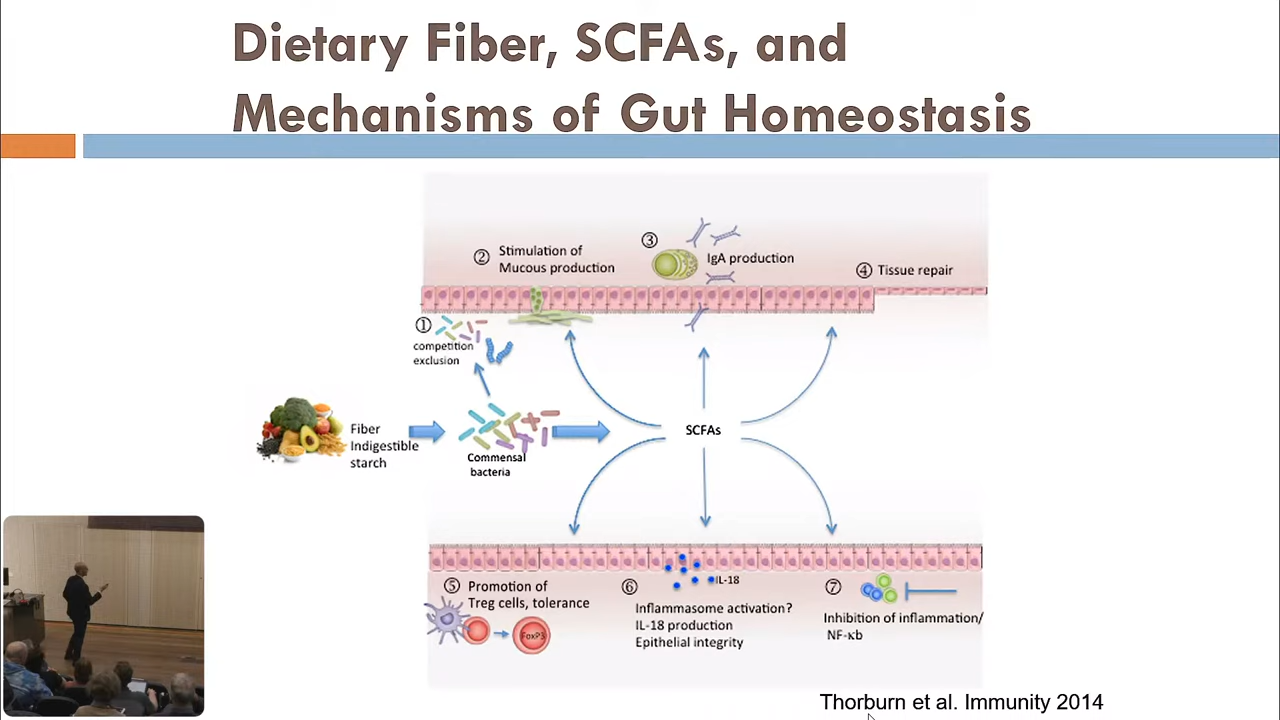 Dietary Fiber, SCFAs, and
Mechanisms of Gut Homeostasis
② Stimulation of
Mucous production
③
IgA production
④ Tissue repair
①
competition
exclusion
Fiber
Indigestible
starch
Commensal
bacteria
SCFAs
⑤ Promotion of
Treg cells, tolerance
FoxP3
⑥ IL-18
Inflammasome activation?
IL-18 production
Epithelial integrity
⑦
Inhibition of inflammation/
NF-κb
Thorburn et al. Immunity 2014